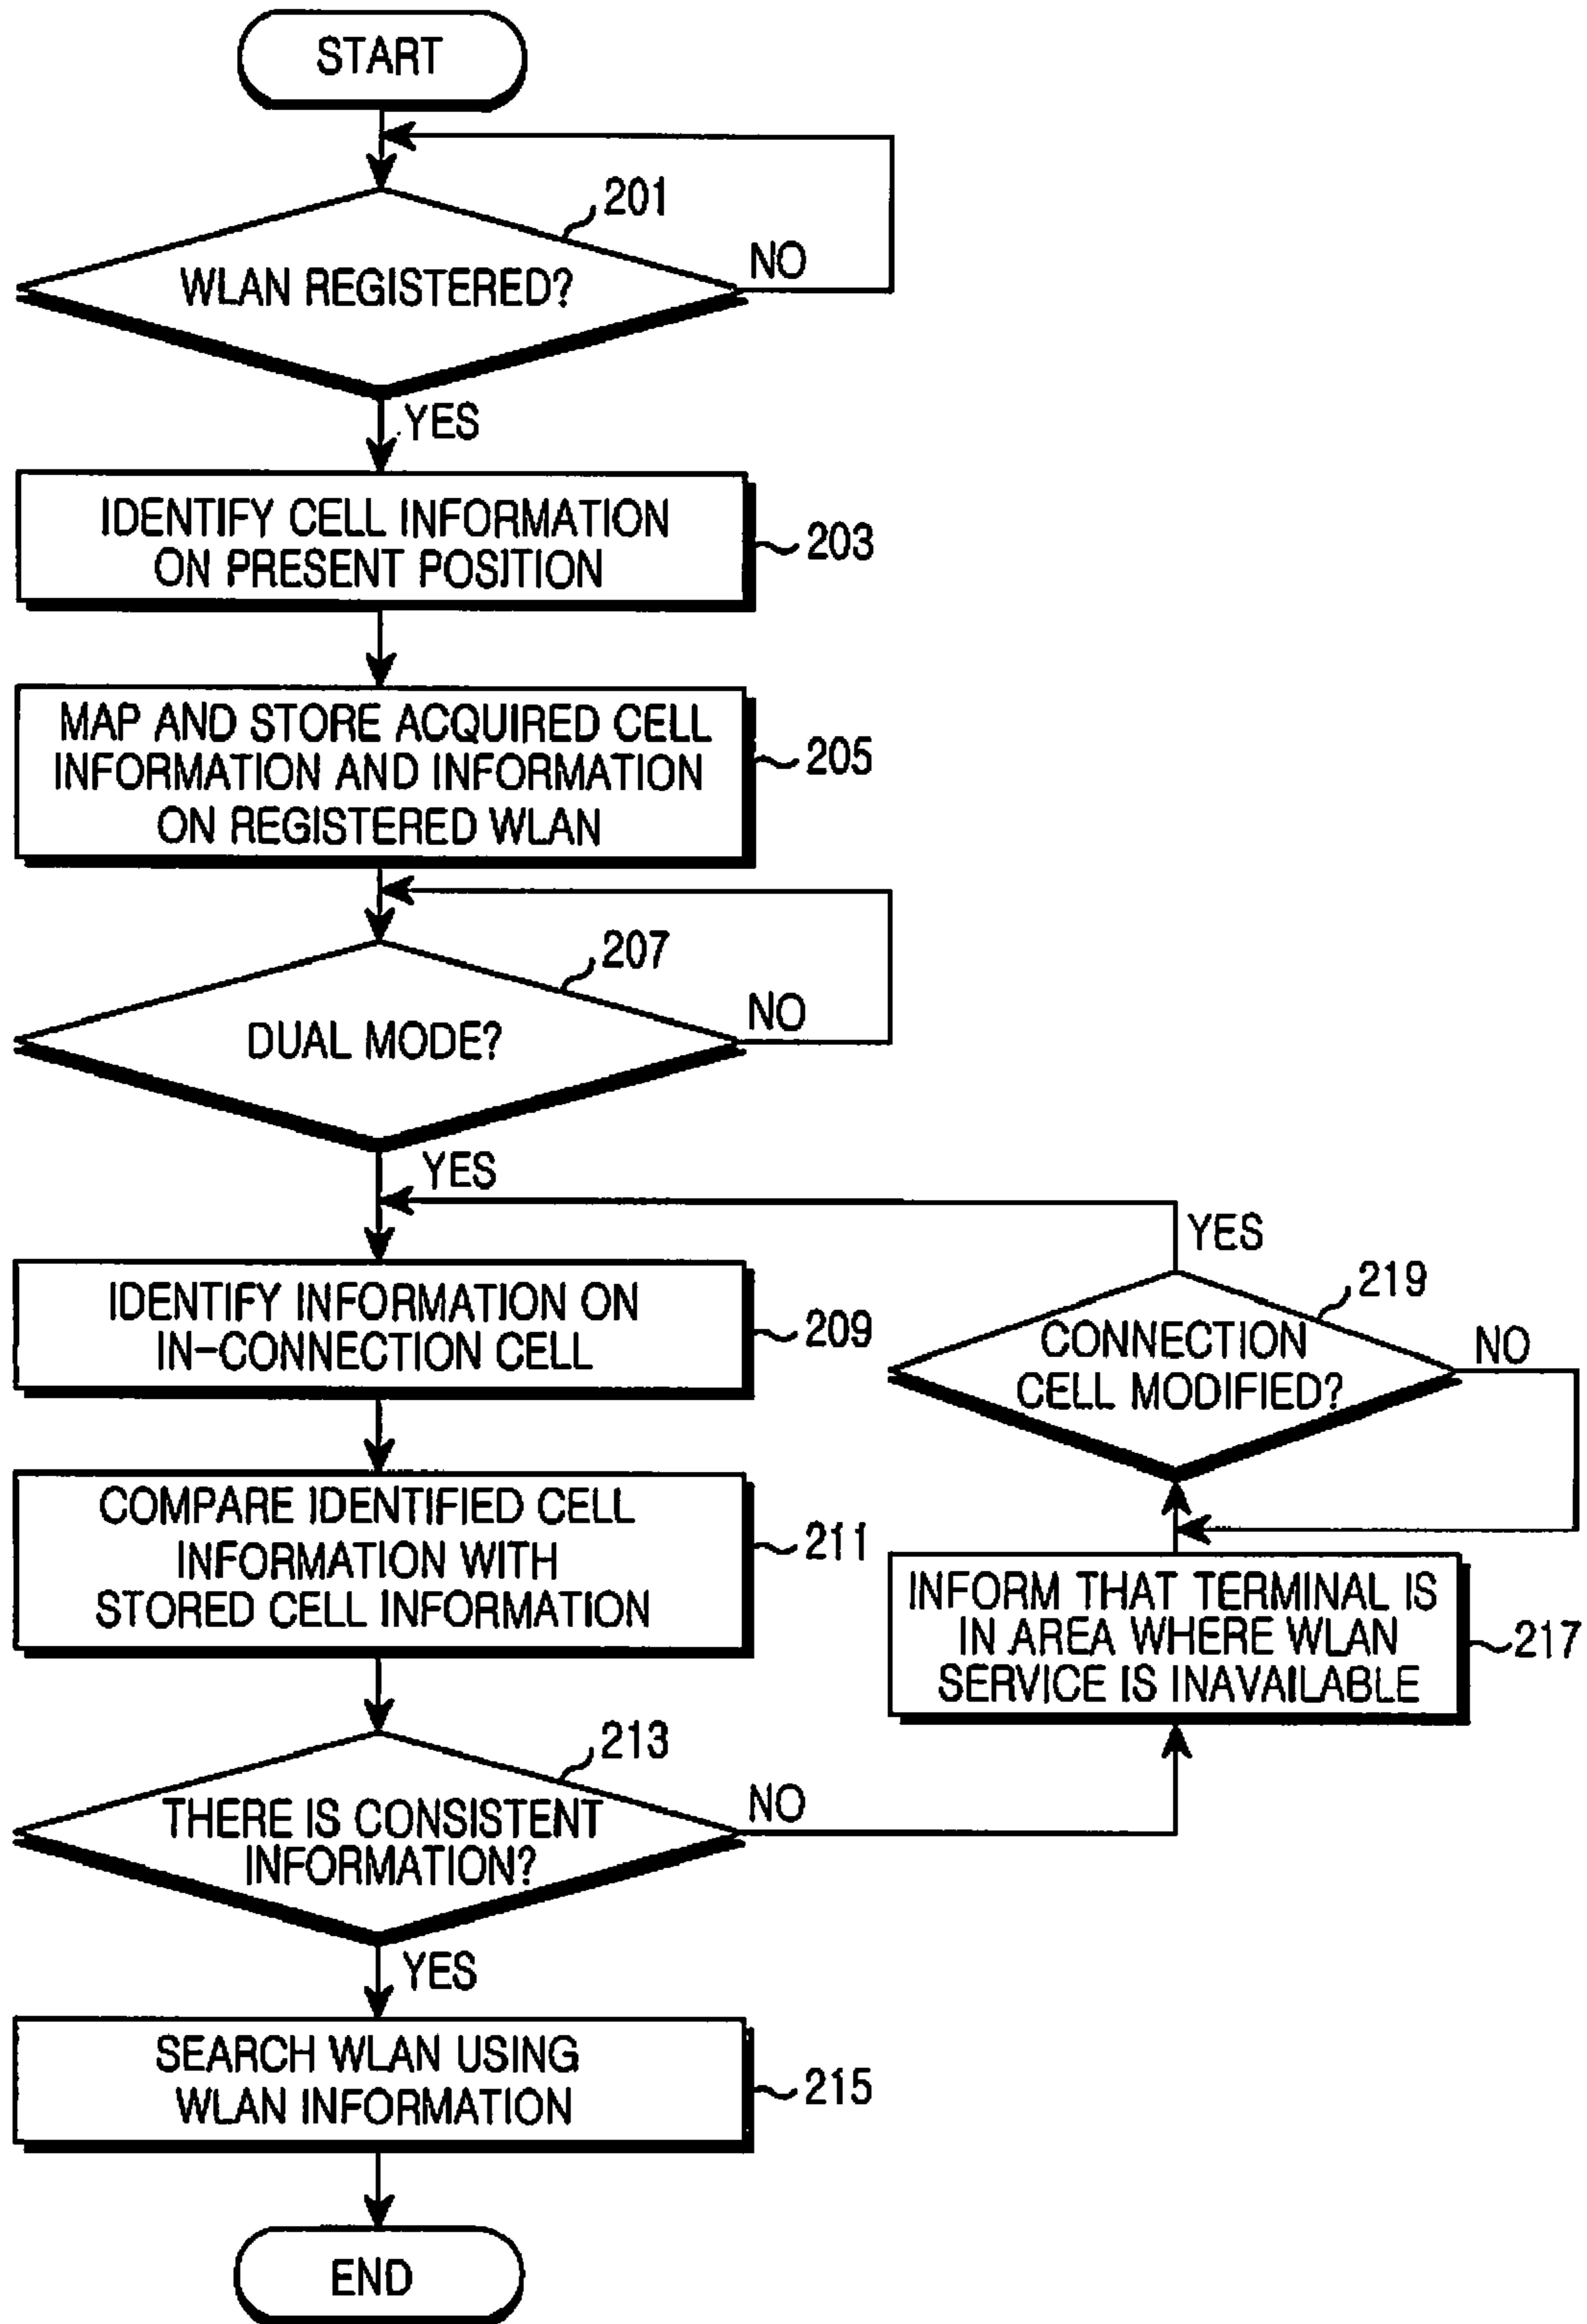 START
201
WLAN REGISTERED?
NO
YES
IDENTIFY CELL INFORMATION
ON PRESENT POSITION
203
MAP AND STORE ACQUIRED CELL
INFORMATION AND INFORMATION
ON REGISTERED WLAN
205
207
DUAL MODE?
NO
YES
IDENTIFY INFORMATION ON
IN-CONNECTION CELL
209
COMPARE IDENTIFIED CELL
INFORMATION WITH
STORED CELL INFORMATION
211
213
THERE IS CONSISTENT
INFORMATION?
NO
YES
INFORM THAT TERMINAL IS
IN AREA WHERE WLAN
SERVICE IS INAVAILABLE
217
219
CONNECTION
CELL MODIFIED?
NO
YES
SEARCH WLAN USING
WLAN INFORMATION
215
END